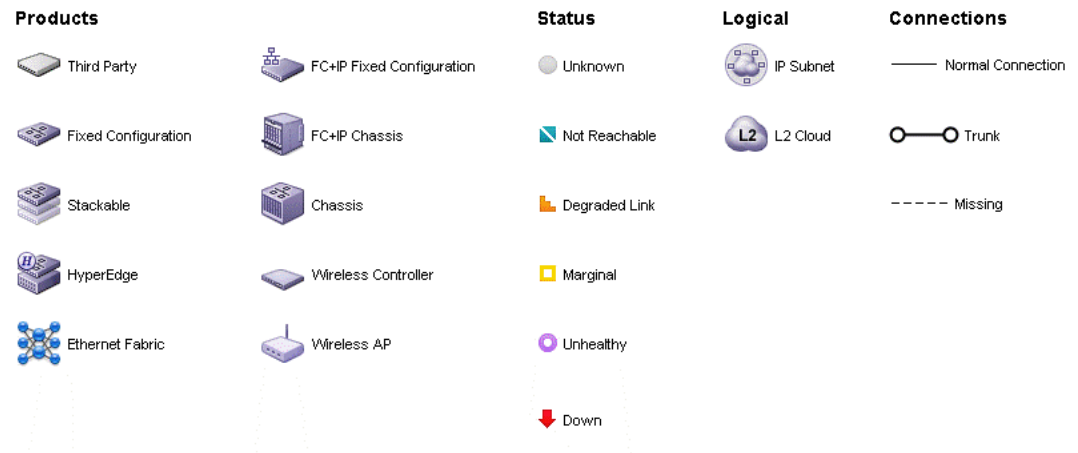 Products
Status
Logical
Connections
Third Party
FC+IP Fixed Configuration
Unknown
IP Subnet
Normal Connection
Fixed Configuration
FC+IP Chassis
Not Reachable
L2
L2 Cloud
Trunk
Stackable
Chassis
Degraded Link
Missing
H
HyperEdge
Wireless Controller
Marginal
Ethernet Fabric
Wireless AP
Unhealthy
Down